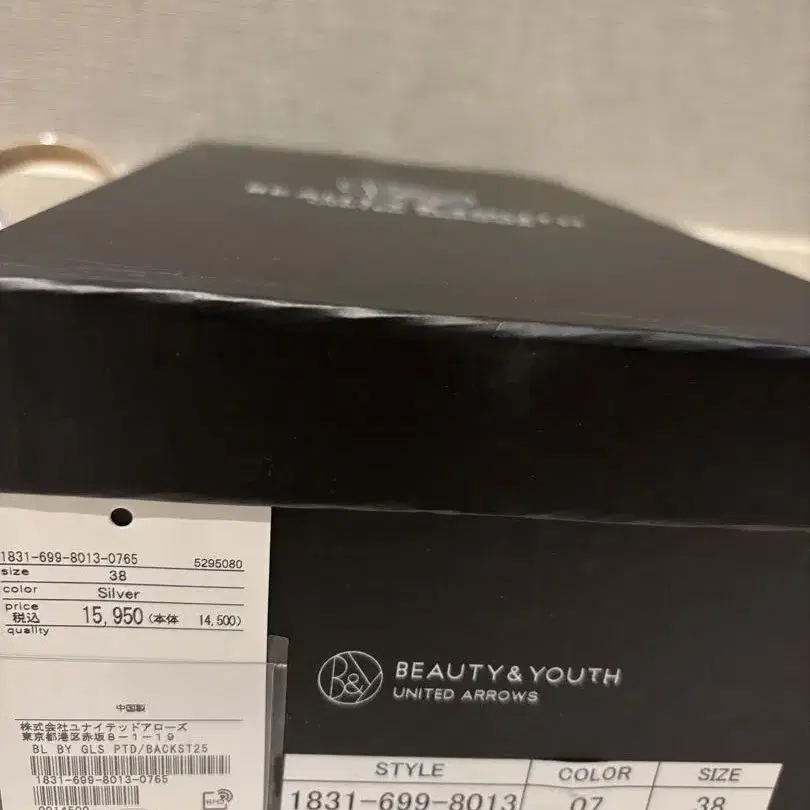 1831-699-8013-0765 5295080
size 38
color Silver
price 税込 15,950 (本体 14,500)
quality
中国製
株式会社ユナイテッドアローズ
東京都港区赤坂8-1-19
BL BY GLS PTD/BACKST25
1831-699-8013-0765
B&Y BEAUTY&YOUTH
UNITED ARROWS
STYLE COLOR SIZE
1831-699-8013 07 38